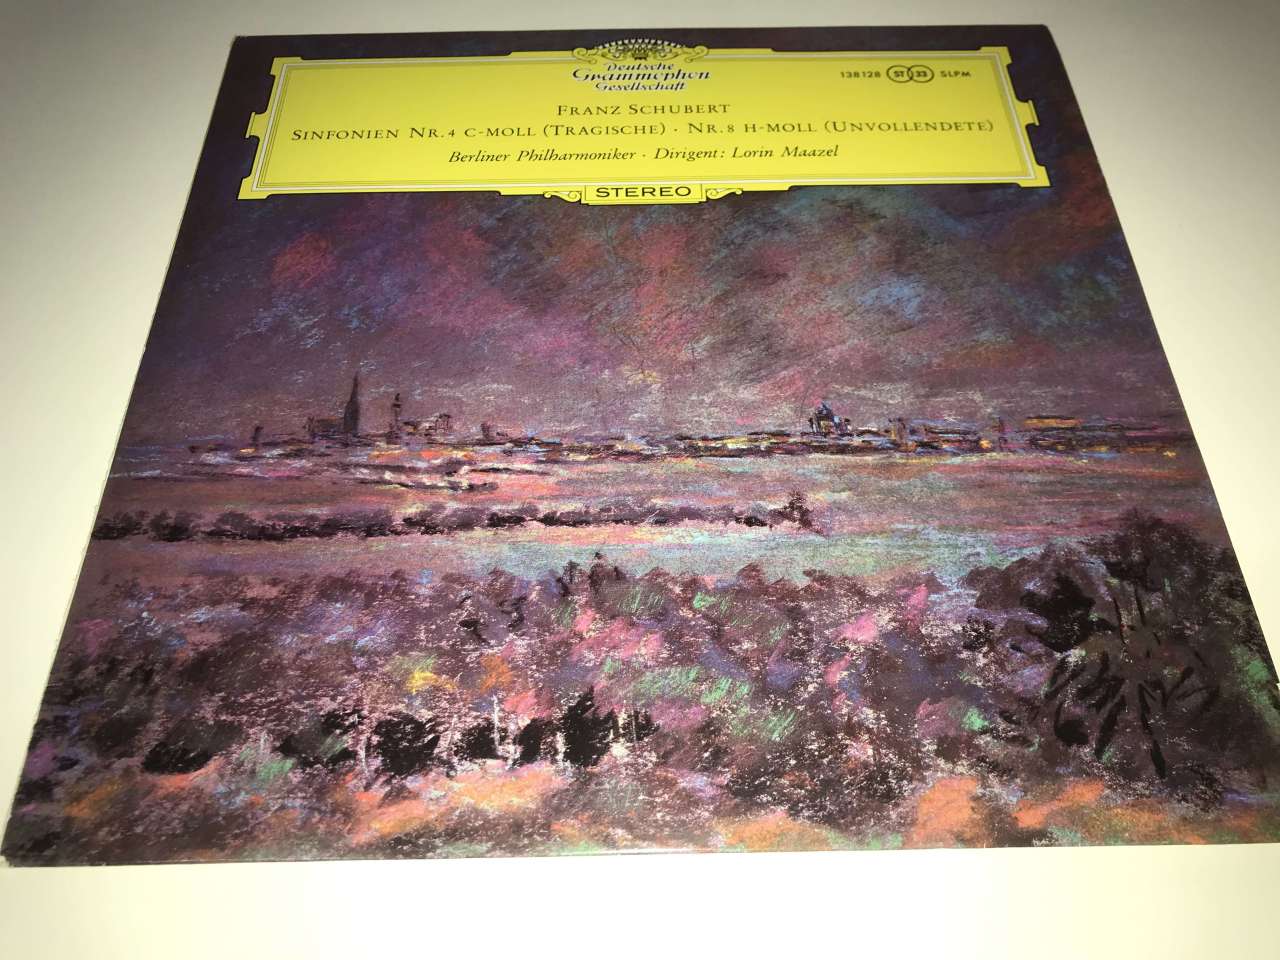 Deutsche
Grammophon
Gesellschaft
138128 ST 33 SLPM
FRANZ SCHUBERT
SINFONIEN NR. 4 C-MOLL (TRAGISCHE) · NR. 8 H-MOLL (UNVOLLENDETE)
Berliner Philharmoniker · Dirigent: Lorin Maazel
STEREO